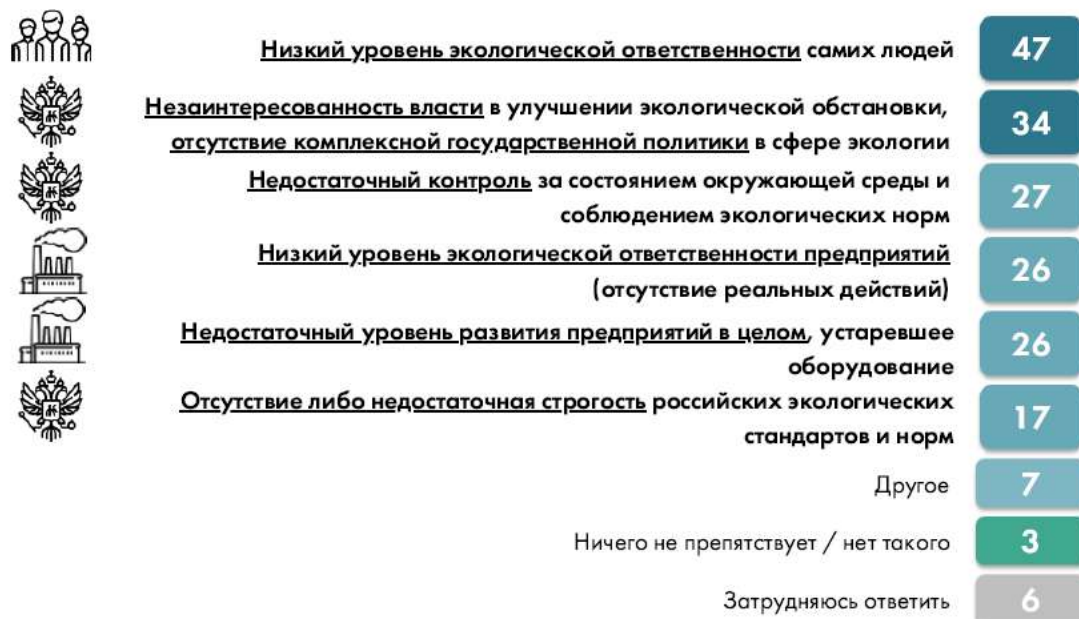 Низкий уровень экологической ответственности самих людей
47
Незаинтересованность власти в улучшении экологической обстановки,
отсутствие комплексной государственной политики в сфере экологии
34
Недостаточный контроль за состоянием окружающей среды и
соблюдением экологических норм
27
Низкий уровень экологической ответственности предприятий
(отсутствие реальных действий)
26
Недостаточный уровень развития предприятий в целом, устаревшее
оборудование
26
Отсутствие либо недостаточная строгость российских экологических
стандартов и норм
17
Другое
7
Ничего не препятствует / нет такого
3
Затрудняюсь ответить
6